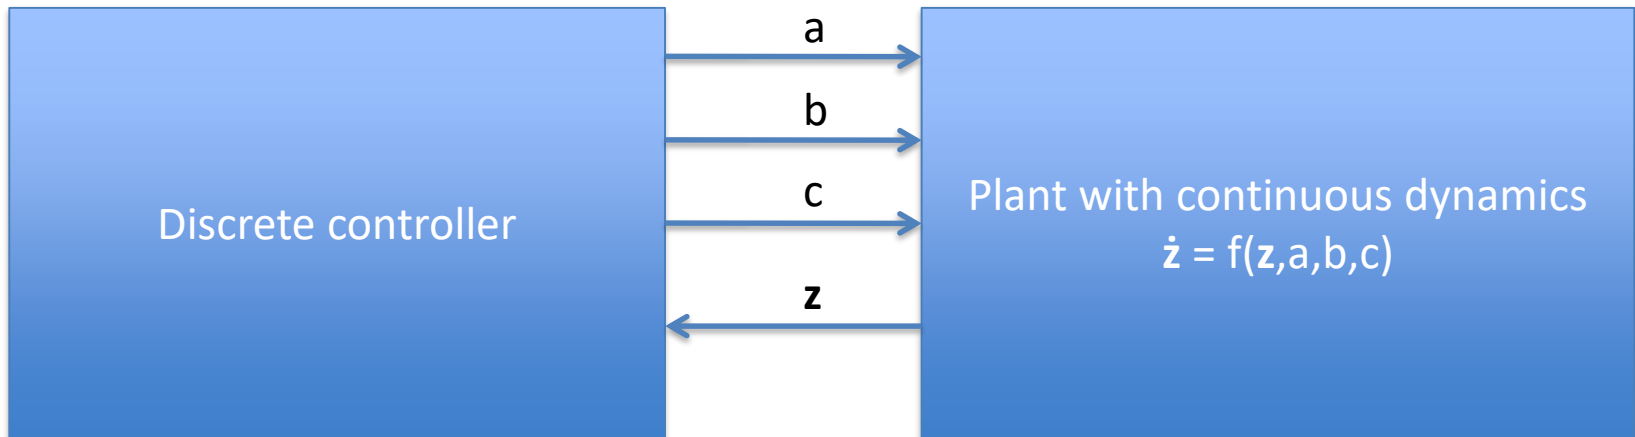 a
b
c
z
Discrete controller
Plant with continuous dynamics
ż = f(z,a,b,c)